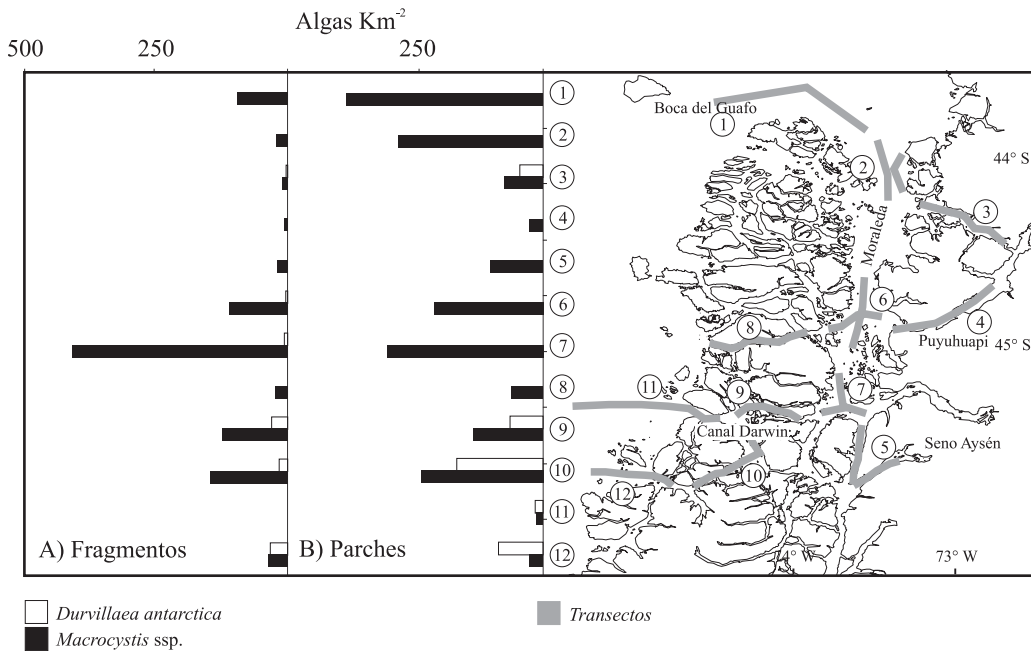 Algas Km-2
500
250
250
1
2
3
4
5
6
7
8
9
10
11
12
A) Fragmentos
B) Parches
Boca del Guafo
1
2
44° S
3
Moraleda
6
8
4
Puyuhuapi
45° S
11
9
7
Canal Darwin
5
Seno Aysén
10
12
74° W
73° W
Durvillaea antarctica
Macrocystis ssp.
Transectos